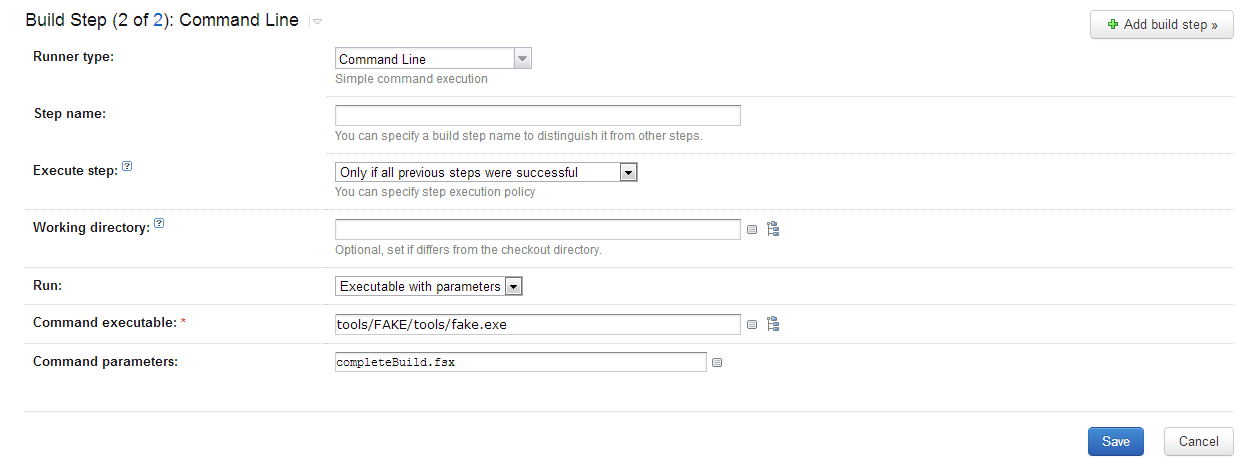 Build Step (2 of 2): Command Line
Add build step »
Runner type:
Command Line
Simple command execution
Step name:
You can specify a build step name to distinguish it from other steps.
Execute step: ?
Only if all previous steps were successful
You can specify step execution policy
Working directory: ?
Optional, set if differs from the checkout directory.
Run:
Executable with parameters
Command executable: *
tools/FAKE/tools/fake.exe
Command parameters:
completeBuild.fsx
Save
Cancel